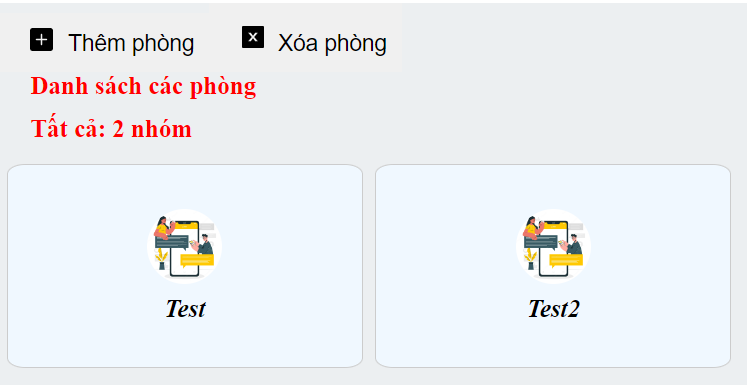 Thêm phòng Xóa phòng
Danh sách các phòng
Tất cả: 2 nhóm
Test Test2